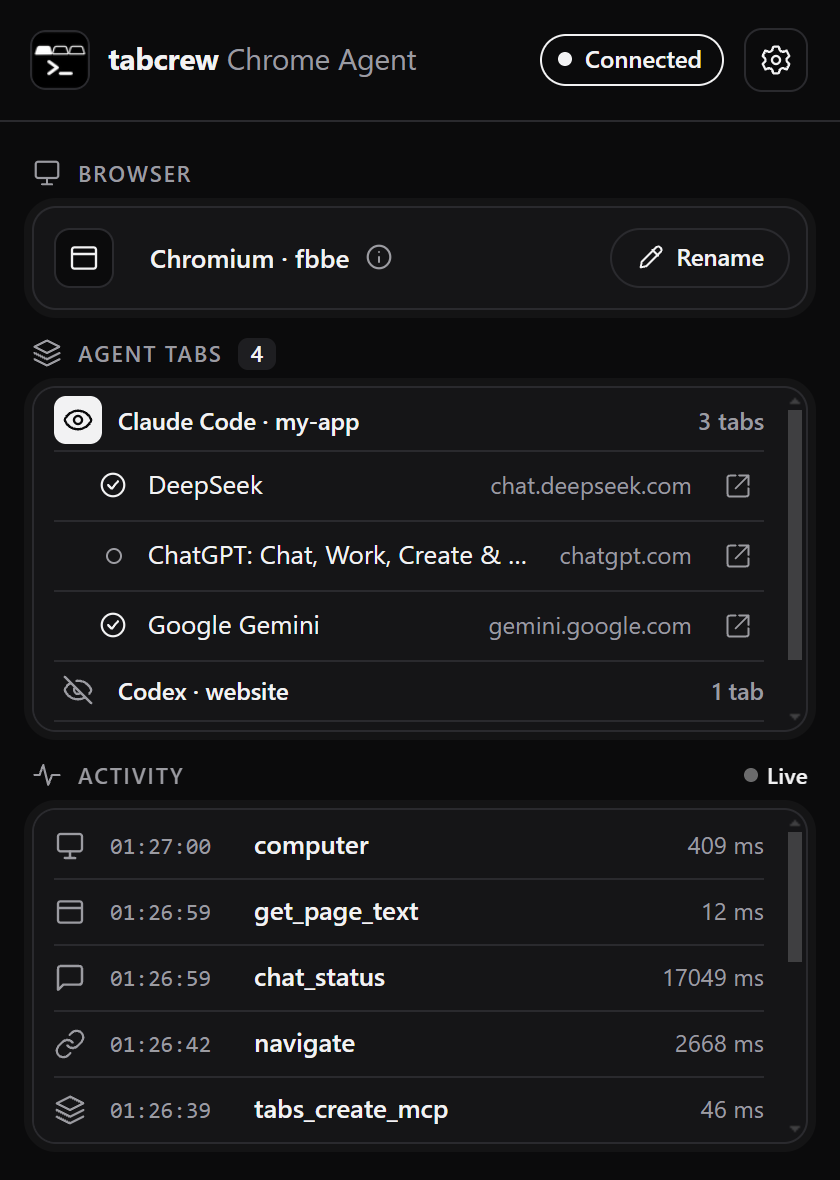 tabcrew Chrome Agent
Connected
BROWSER
Chromium · fbbe
Rename
AGENT TABS 4
Claude Code · my-app 3 tabs
DeepSeek chat.deepseek.com
ChatGPT: Chat, Work, Create & ... chatgpt.com
Google Gemini gemini.google.com
Codex · website 1 tab
ACTIVITY Live
01:27:00 computer 409 ms
01:26:59 get_page_text 12 ms
01:26:59 chat_status 17049 ms
01:26:42 navigate 2668 ms
01:26:39 tabs_create_mcp 46 ms